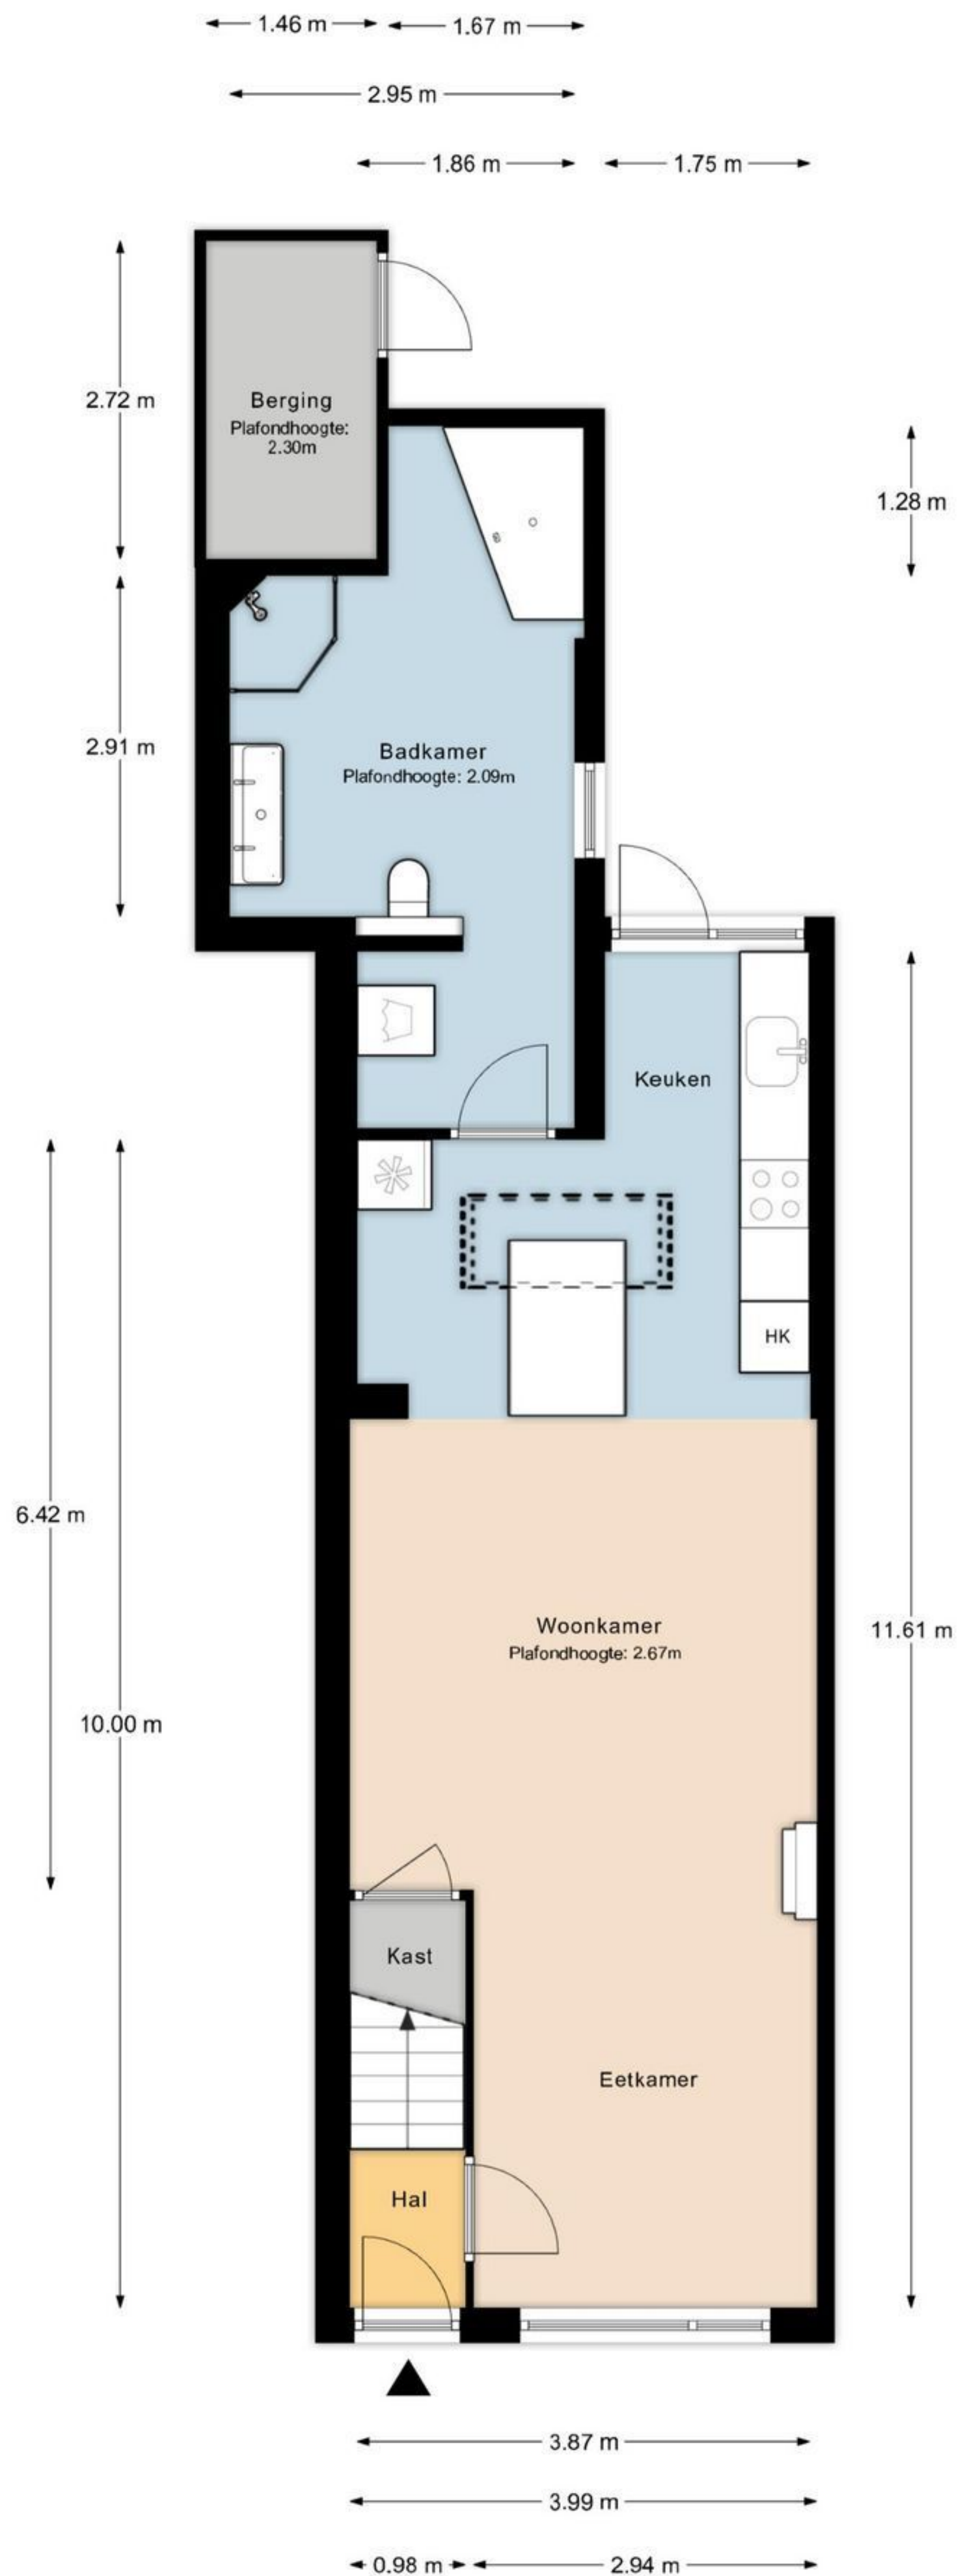 1.46 m
1.67 m
2.95 m
1.86 m
1.75 m
2.72 m
Berging
Plafondhoogte:
2.30m
1.28 m
2.91 m
Badkamer
Plafondhoogte: 2.09m
Keuken
HK
6.42 m
Woonkamer
Plafondhoogte: 2.67m
11.61 m
10.00 m
Kast
Eetkamer
Hal
3.87 m
3.99 m
0.98 m
2.94 m